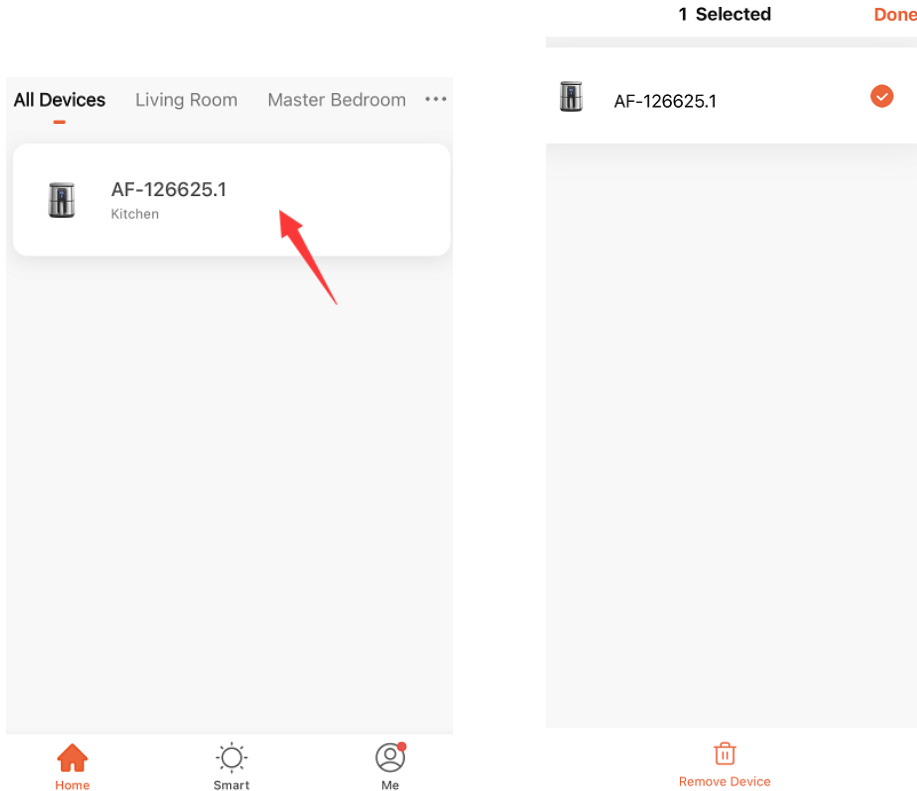 All Devices Living Room Master Bedroom ...
AF-126625.1
Kitchen
Home Smart Me
1 Selected Done
AF-126625.1
Remove Device